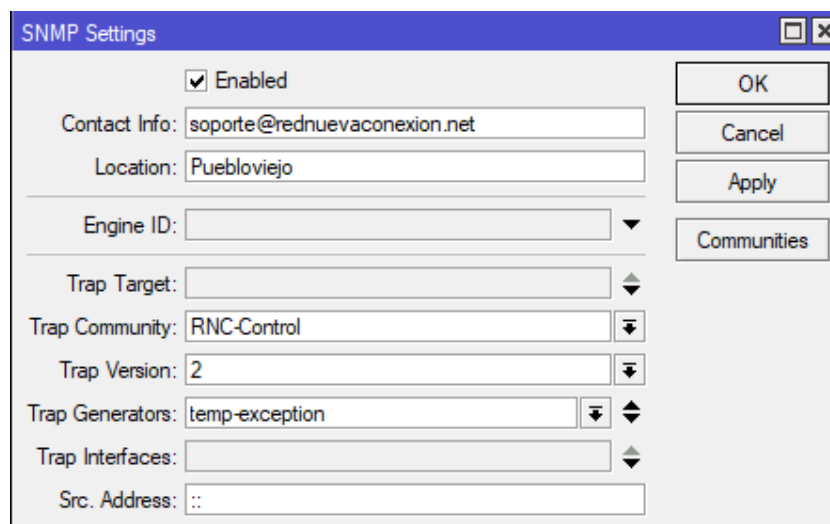 SNMP Settings
Enabled
OK
Contact Info: soporte@rednuevaconexion.net
Cancel
Location: Puebloviejo
Apply
Engine ID:
Communities
Trap Target:
Trap Community: RNC-Control
Trap Version: 2
Trap Generators: temp-exception
Trap Interfaces:
Src. Address: ::